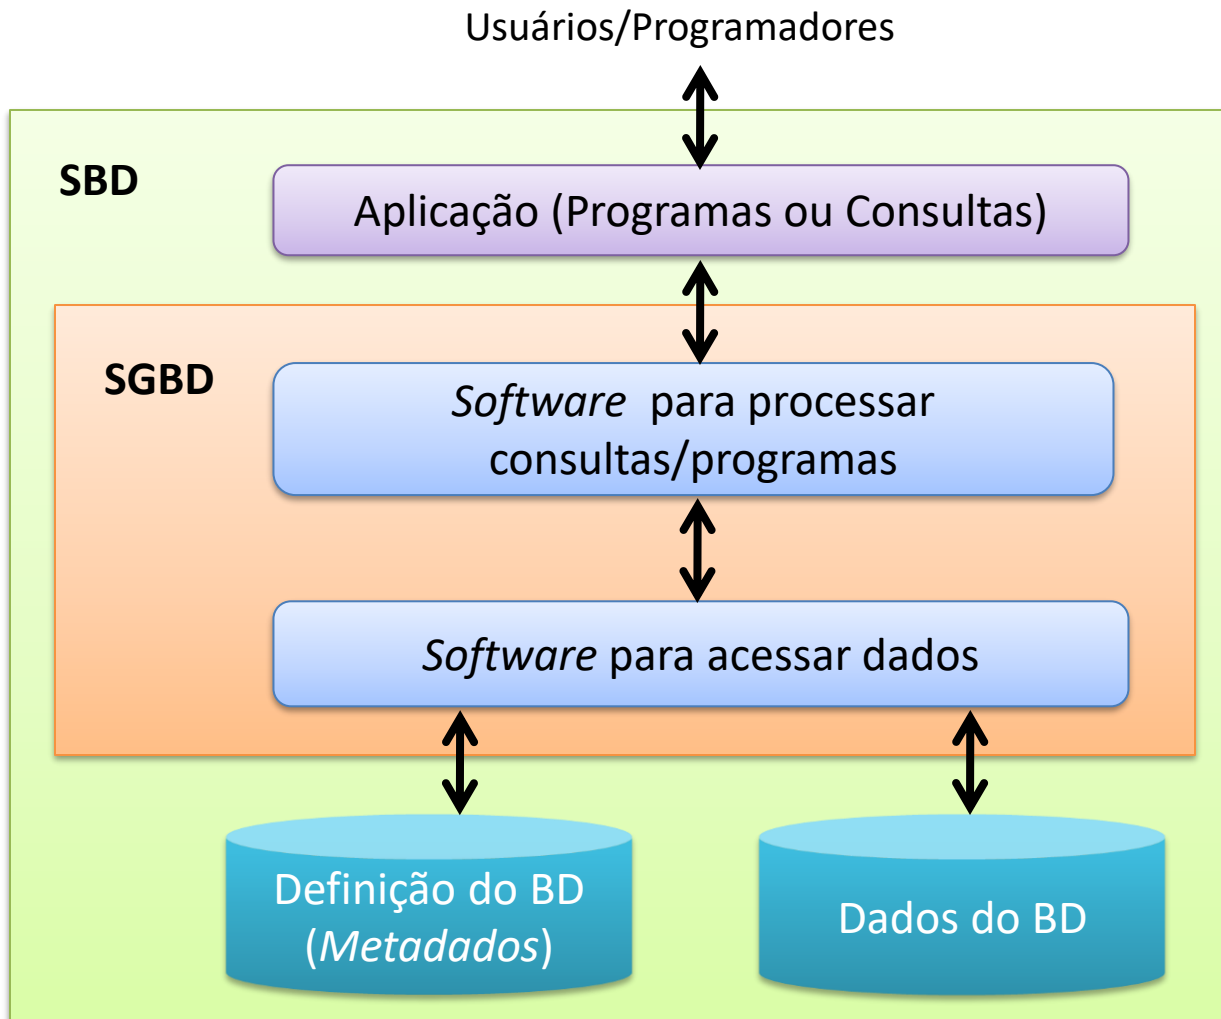 Usuários/Programadores
SBD
Aplicação (Programas ou Consultas)
SGBD
Software para processar
consultas/programas
Software para acessar dados
Definição do BD
(Metadados)
Dados do BD